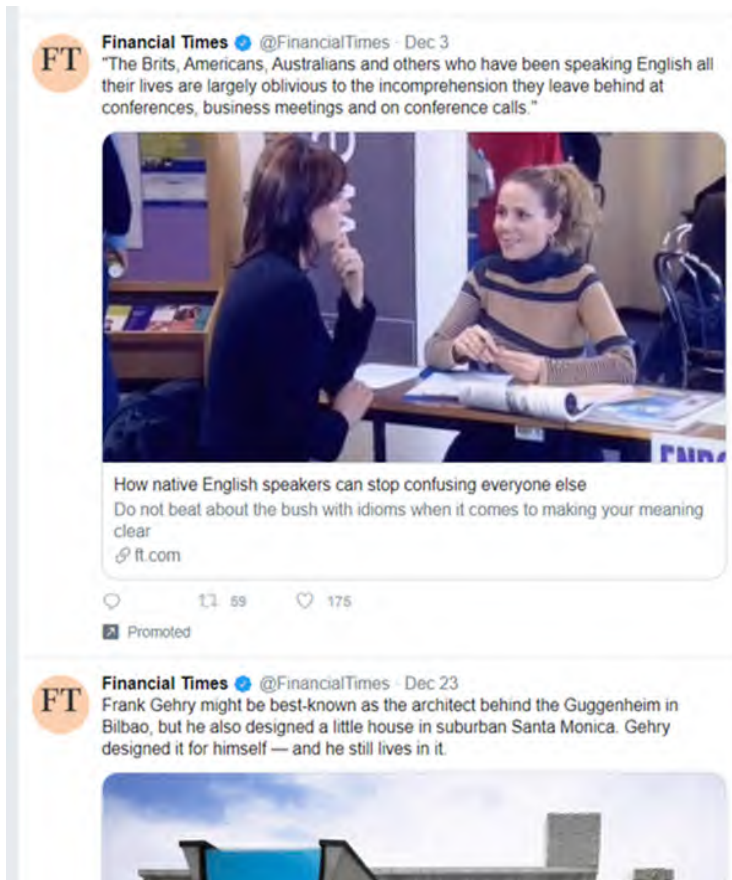 FT
Financial Times @FinancialTimes · Dec 3
"The Brits, Americans, Australians and others who have been speaking English all
their lives are largely oblivious to the incomprehension they leave behind at
conferences, business meetings and on conference calls."
How native English speakers can stop confusing everyone else
Do not beat about the bush with idioms when it comes to making your meaning
clear
ft.com
59 175
Promoted
FT
Financial Times @FinancialTimes · Dec 23
Frank Gehry might be best-known as the architect behind the Guggenheim in
Bilbao, but he also designed a little house in suburban Santa Monica. Gehry
designed it for himself — and he still lives in it.